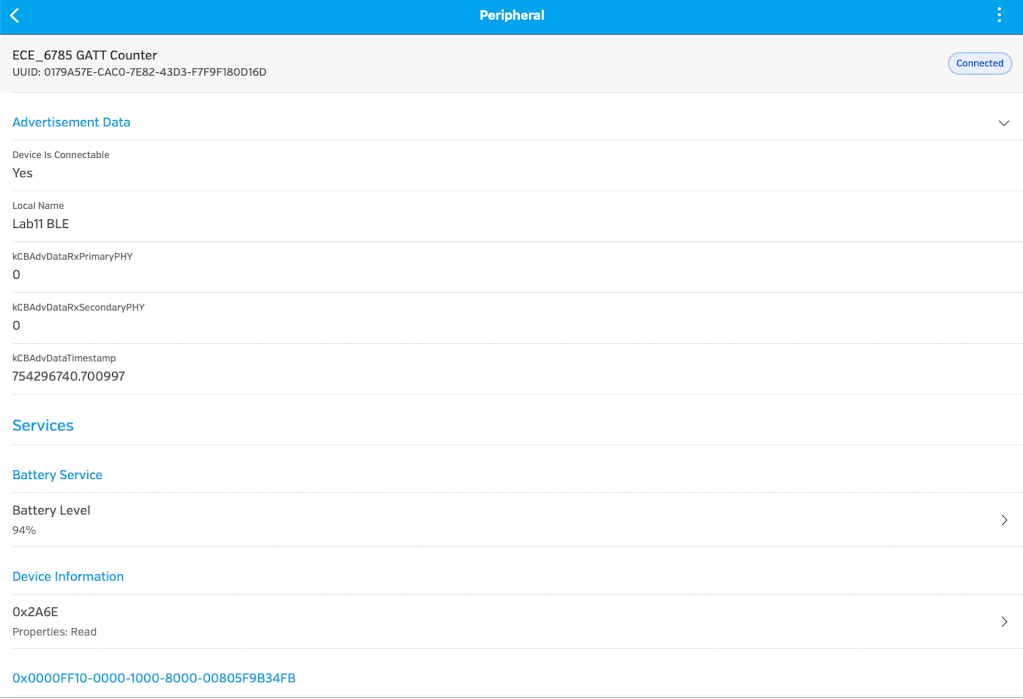 Peripheral
ECE_6785 GATT Counter
UUID: 0179A57E-CAC0-7E82-43D3-F7F9F180D16D
Connected
Advertisement Data
Device Is Connectable
Yes
Local Name
Lab11 BLE
kCBAdvDataRxPrimaryPHY
0
kCBAdvDataRxSecondaryPHY
0
kCBAdvDataTimestamp
754296740.700997
Services
Battery Service
Battery Level
94%
Device Information
0x2A6E
Properties: Read
0x0000FF10-0000-1000-8000-00805F9B34FB